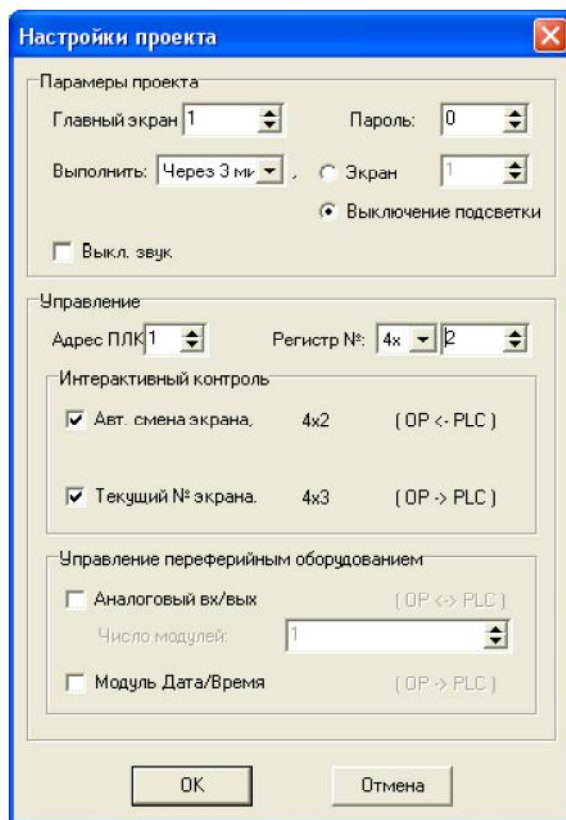 Настройки проекта
Парамеры проекта
Главный экран 1 Пароль: 0
Выполнить: Через 3 ми , Экран 1
Выключение подсветки
Выкл. звук
Управление
Адрес ПЛК 1 Регистр №: 4x 2
Интерактивный контроль
Авт. смена экрана, 4x2 ( OP <- PLC )
Текущий № экрана. 4x3 ( OP -> PLC )
Управление переферийным оборудованием
Аналоговый вх/вых ( OP <-> PLC )
Число модулей: 1
Модуль Дата/Время ( OP -> PLC )
OK Отмена